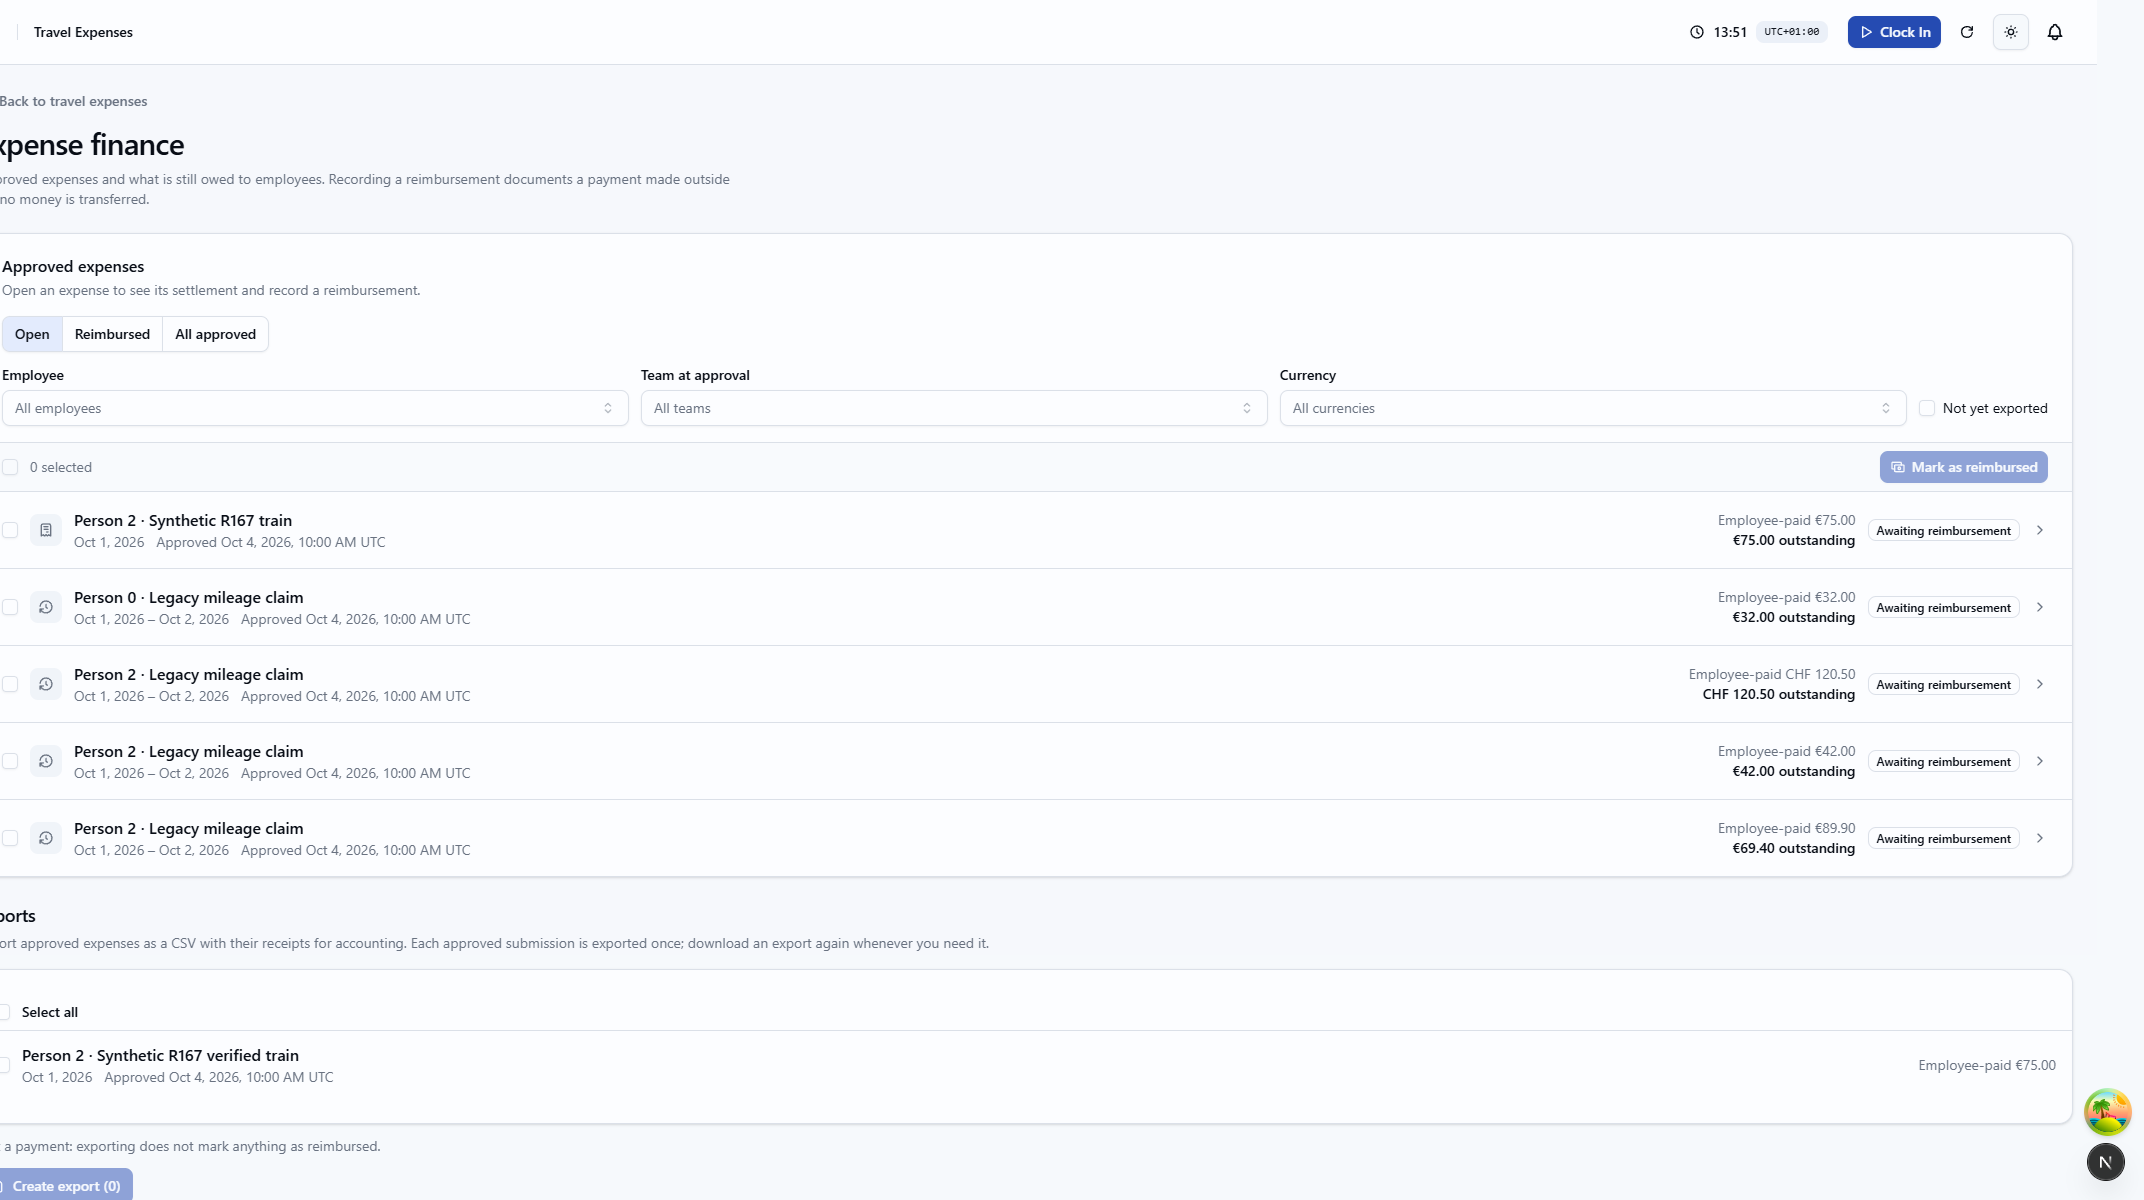 Travel Expenses
13:51 UTC+01:00 Clock In
Back to travel expenses
xpense finance
proved expenses and what is still owed to employees. Recording a reimbursement documents a payment made outside
no money is transferred.
Approved expenses
Open an expense to see its settlement and record a reimbursement.
Open Reimbursed All approved
Employee Team at approval Currency
All employees All teams All currencies Not yet exported
0 selected Mark as reimbursed
Person 2 · Synthetic R167 train
Oct 1, 2026 Approved Oct 4, 2026, 10:00 AM UTC
Employee-paid €75.00
€75.00 outstanding
Awaiting reimbursement
Person 0 · Legacy mileage claim
Oct 1, 2026 – Oct 2, 2026 Approved Oct 4, 2026, 10:00 AM UTC
Employee-paid €32.00
€32.00 outstanding
Awaiting reimbursement
Person 2 · Legacy mileage claim
Oct 1, 2026 – Oct 2, 2026 Approved Oct 4, 2026, 10:00 AM UTC
Employee-paid CHF 120.50
CHF 120.50 outstanding
Awaiting reimbursement
Person 2 · Legacy mileage claim
Oct 1, 2026 – Oct 2, 2026 Approved Oct 4, 2026, 10:00 AM UTC
Employee-paid €42.00
€42.00 outstanding
Awaiting reimbursement
Person 2 · Legacy mileage claim
Oct 1, 2026 – Oct 2, 2026 Approved Oct 4, 2026, 10:00 AM UTC
Employee-paid €89.90
€69.40 outstanding
Awaiting reimbursement
ports
ort approved expenses as a CSV with their receipts for accounting. Each approved submission is exported once; download an export again whenever you need it.
Select all
Person 2 · Synthetic R167 verified train
Oct 1, 2026 Approved Oct 4, 2026, 10:00 AM UTC
Employee-paid €75.00
a payment: exporting does not mark anything as reimbursed.
Create export (0)
N